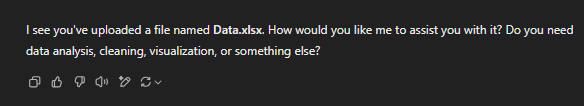 I see you've uploaded a file named Data.xlsx. How would you like me to assist you with it? Do you need
data analysis, cleaning, visualization, or something else?